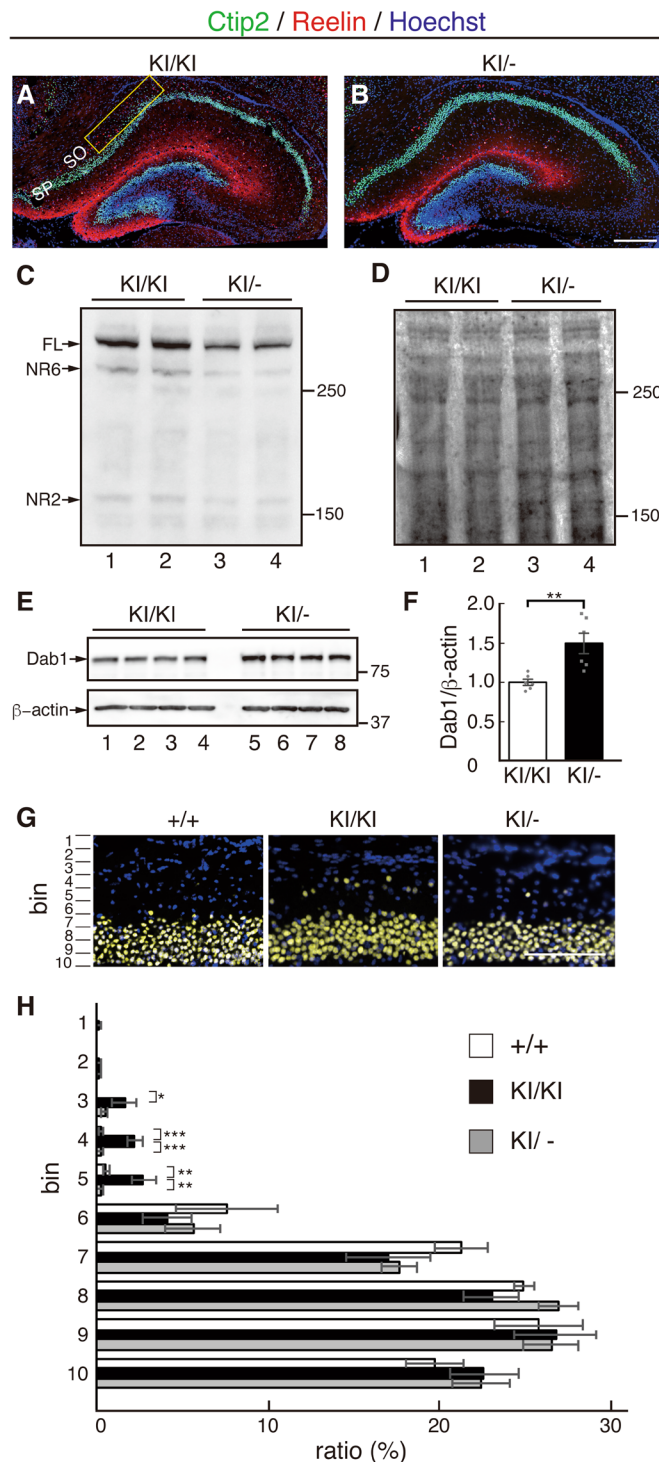 Ctip2 / Reelin / Hoechst
KI/KI
KI/-
A
SO
SP
B
C
KI/KI
KI/-
FL
NR6
NR2
250
150
1 2 3 4
D
KI/KI
KI/-
250
150
1 2 3 4
E
KI/KI
KI/-
Dab1
β-actin
75
37
1 2 3 4 5 6 7 8
F
**
Dab1/β-actin
2.0
1.5
1.0
0.5
0
KI/KI
KI/-
G
+/+
KI/KI
KI/-
bin
1
2
3
4
5
6
7
8
9
10
H
bin
1
2
3
*
4
***
***
5
**
**
6
7
8
9
10
+/+
KI/KI
KI/ -
0 10 20 30
ratio (%)